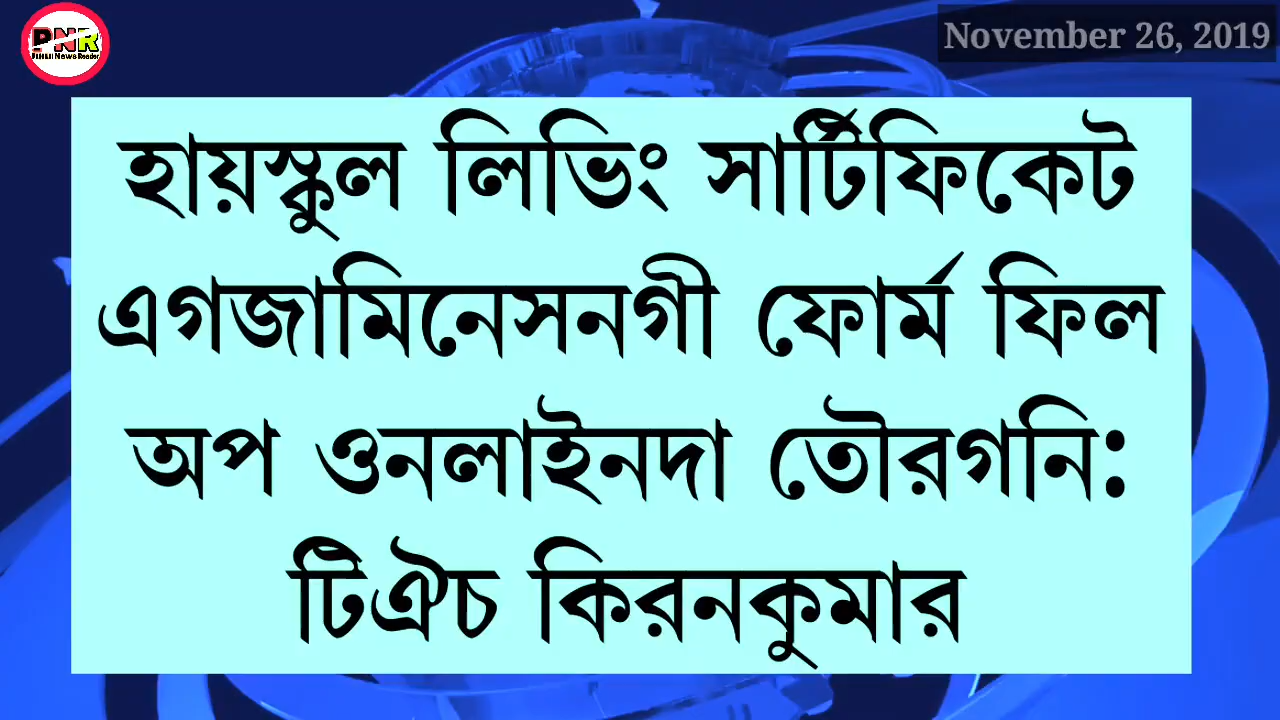 PNR
November 26, 2019
হায়স্কুল লিভিং সার্টিফিকেট
এগজামিনেসনগী ফোর্ম ফিল
অপ ওনলাইনদা তৌরগনি:
টিঐচ কিরনকুমার